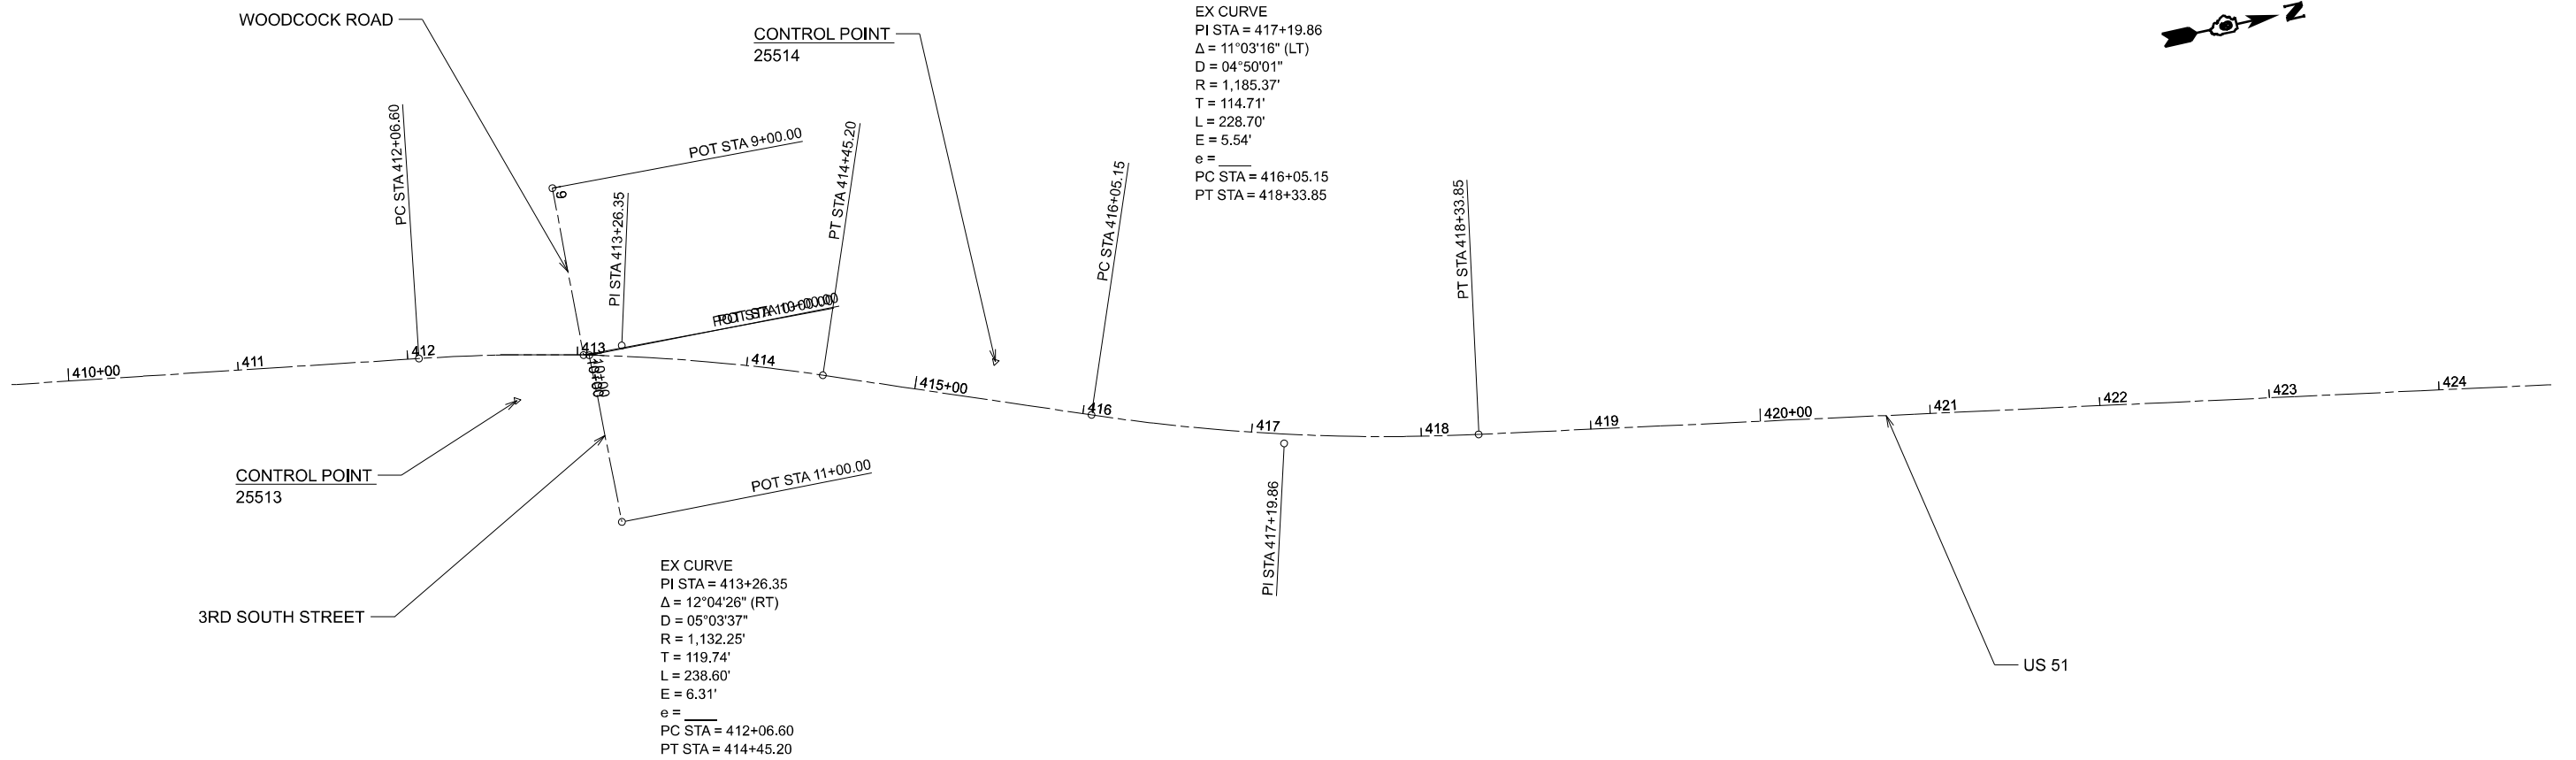 WOODCOCK ROAD
CONTROL POINT
25514
EX CURVE
PI STA = 417+19.86
Δ = 11°03'16" (LT)
D = 04°50'01"
R = 1,185.37'
T = 114.71'
L = 228.70'
E = 5.54'
e = ____
PC STA = 416+05.15
PT STA = 418+33.85
N
PC STA 412+06.60
POT STA 9+00.00
9
PI STA 413+26.35
PT STA 414+45.20
PC STA 416+05.15
PT STA 418+33.85
410+00
411
412
413
414
415+00
416
417
418
419
420+00
421
422
423
424
10+00
CONTROL POINT
25513
POT STA 11+00.00
PI STA 417+19.86
3RD SOUTH STREET
US 51
EX CURVE
PI STA = 413+26.35
Δ = 12°04'26" (RT)
D = 05°03'37"
R = 1,132.25'
T = 119.74'
L = 238.60'
E = 6.31'
e = ____
PC STA = 412+06.60
PT STA = 414+45.20